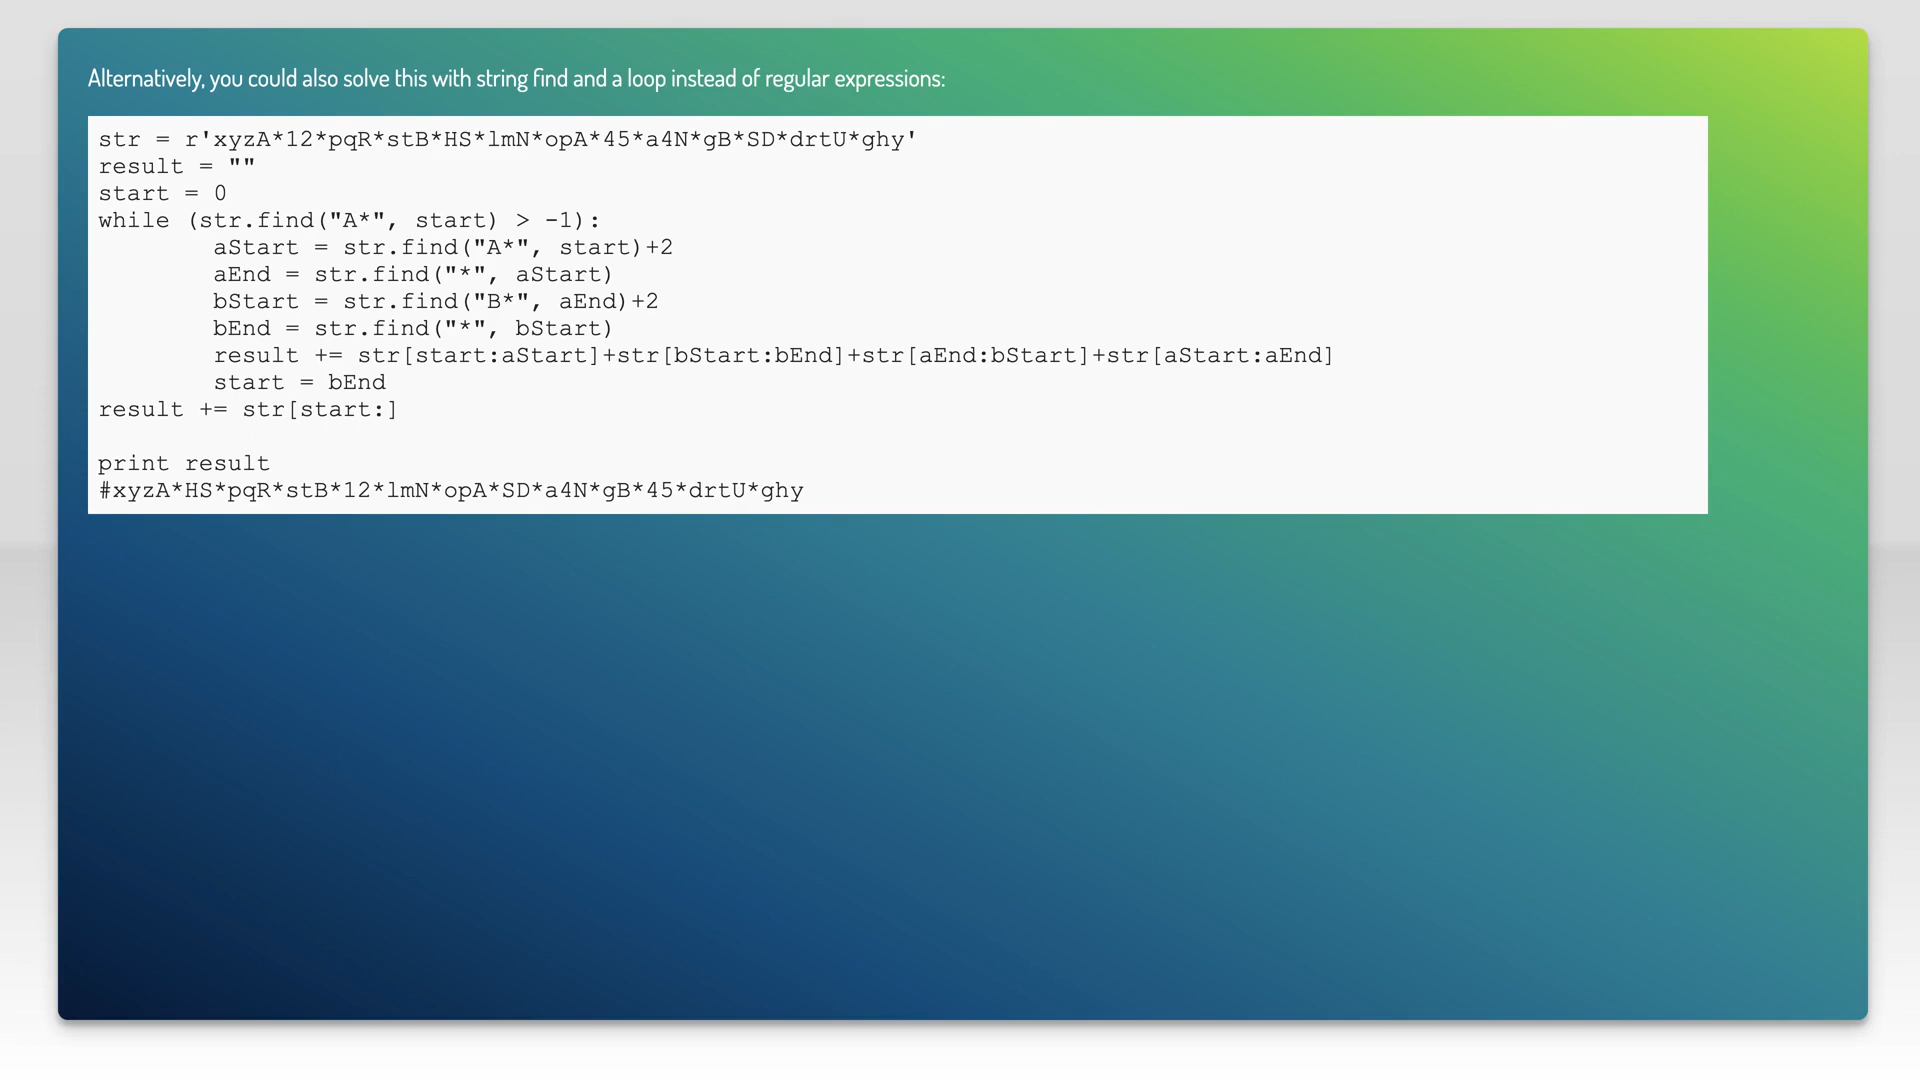 Alternatively, you could also solve this with string find and a loop instead of regular expressions:
str = r'xyzA*12*pqR*stB*HS*lmN*opA*45*a4N*gB*SD*drtU*ghy'
result = ""
start = 0
while (str.find("A*", start) > -1):
        aStart = str.find("A*", start)+2
        aEnd = str.find("*", aStart)
        bStart = str.find("B*", aEnd)+2
        bEnd = str.find("*", bStart)
        result += str[start:aStart]+str[bStart:bEnd]+str[aEnd:bStart]+str[aStart:aEnd]
        start = bEnd
result += str[start:]

print result
#xyzA*HS*pqR*stB*12*lmN*opA*SD*a4N*gB*45*drtU*ghy